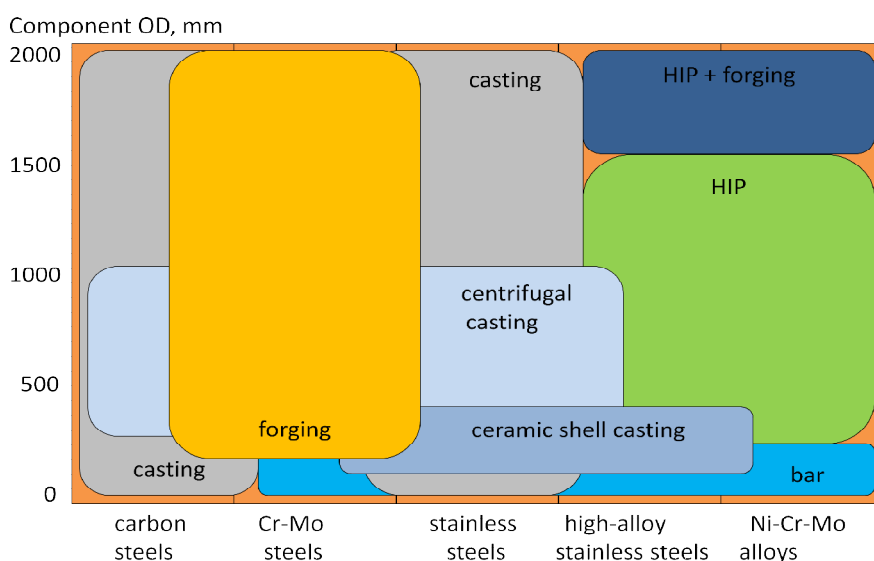 Component OD, mm
2000
1500
1000
500
0
casting
HIP + forging
HIP
centrifugal
casting
forging
ceramic shell casting
casting
bar
carbon
steels
Cr-Mo
steels
stainless
steels
high-alloy
stainless steels
Ni-Cr-Mo
alloys